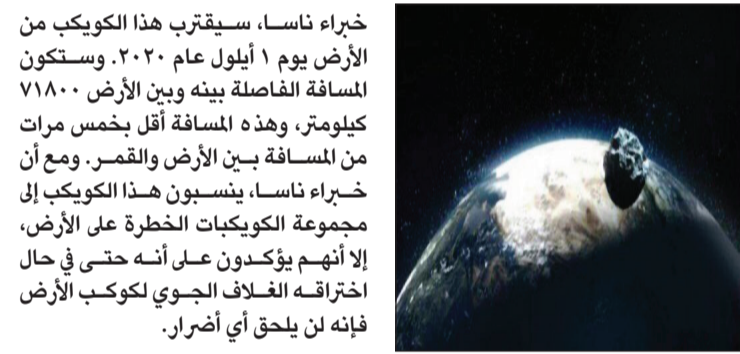 خبراء ناسا، سيقترب هذا الكويكب من
الأرض يوم ١ أيلول عام ٢٠٢٠. وستكون
المسافة الفاصلة بينه وبين الأرض ٧١٨٠٠
كيلومتر، وهذه المسافة أقل بخمس مرات
من المسافة بين الأرض والقمر. ومع أن
خبراء ناسا، ينسبون هذا الكويكب إلى
مجموعة الكويكبات الخطرة على الأرض،
إلا أنهم يؤكدون على أنه حتى في حال
اختراقه الغلاف الجوي لكوكب الأرض
فإنه لن يلحق أي أضرار.